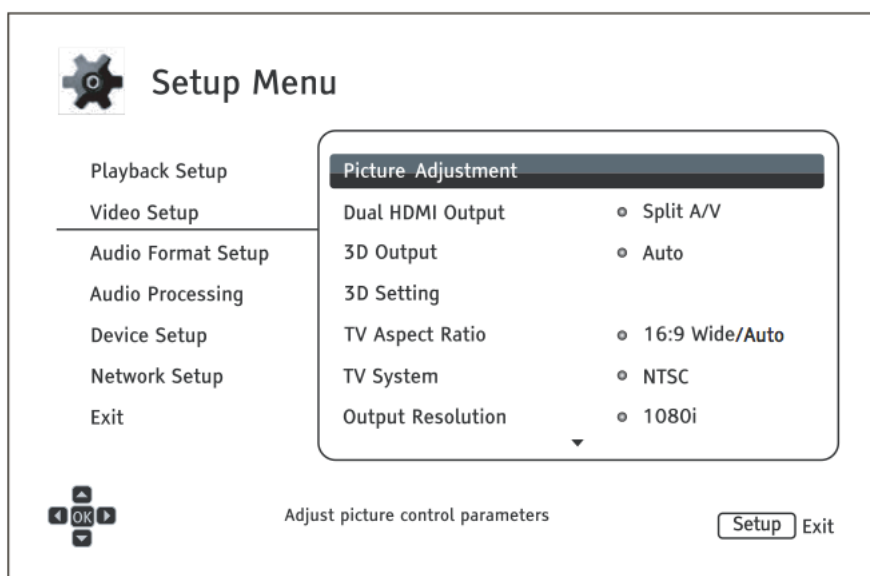 Setup Menu
Playback Setup
Video Setup
Audio Format Setup
Audio Processing
Device Setup
Network Setup
Exit
Picture Adjustment
Dual HDMI Output Split A/V
3D Output Auto
3D Setting
TV Aspect Ratio 16:9 Wide/Auto
TV System NTSC
Output Resolution 1080i
OK
Adjust picture control parameters
Setup Exit